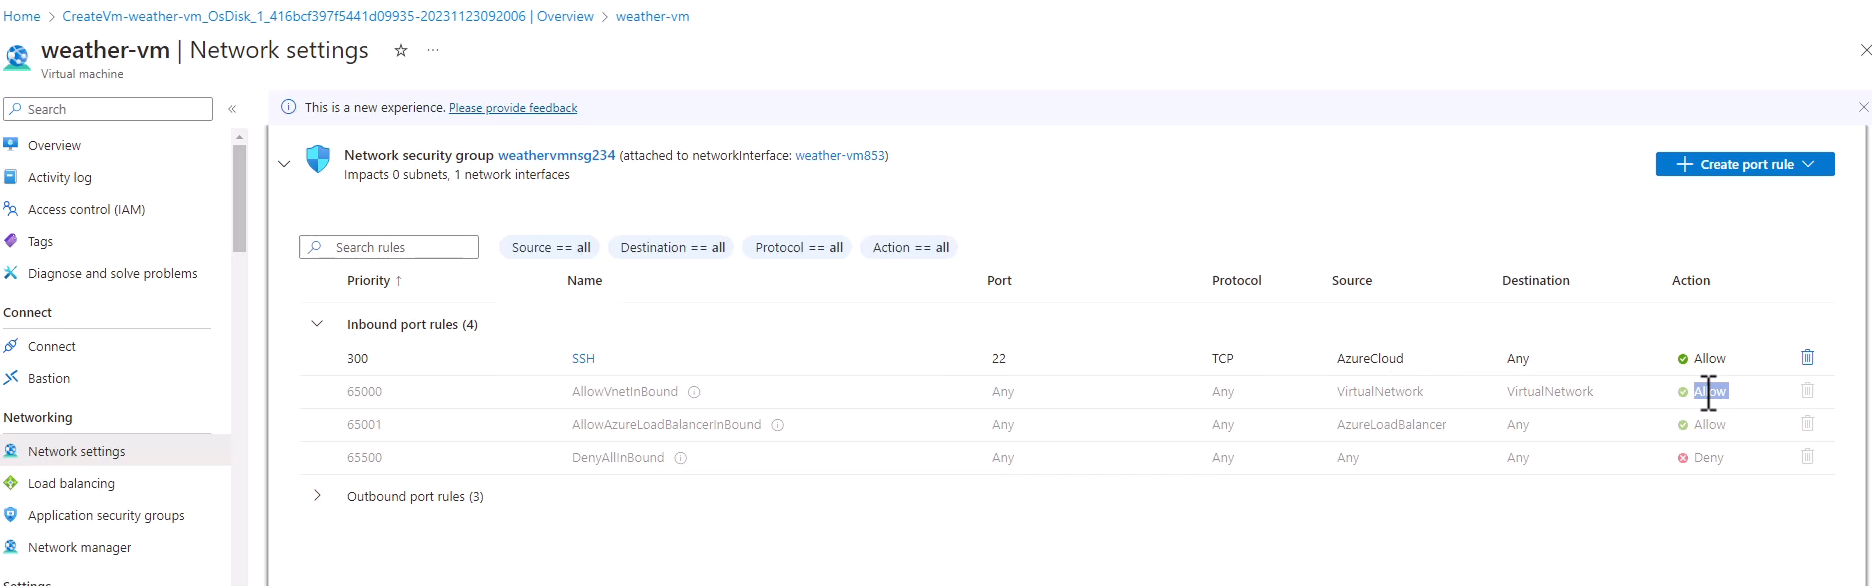 Home > CreateVm-weather-vm_OsDisk_1_416bcf397f5441d09935-20231123092006 | Overview > weather-vm
weather-vm | Network settings
Virtual machine
Search
This is a new experience. Please provide feedback
Overview
Activity log
Access control (IAM)
Tags
Diagnose and solve problems
Connect
Connect
Bastion
Networking
Network settings
Load balancing
Application security groups
Network manager
Settings
Network security group weathervmnsg234 (attached to networkInterface: weather-vm853)
Impacts 0 subnets, 1 network interfaces
Create port rule
Search rules Source == all Destination == all Protocol == all Action == all
Priority ↑ Name Port Protocol Source Destination Action
Inbound port rules (4)
300 SSH 22 TCP AzureCloud Any Allow
65000 AllowVnetInBound Any Any VirtualNetwork VirtualNetwork Allow
65001 AllowAzureLoadBalancerInBound Any Any AzureLoadBalancer Any Allow
65500 DenyAllInBound Any Any Any Any Deny
Outbound port rules (3)